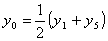 y₀ = 1/2 (y₁ + y₅)